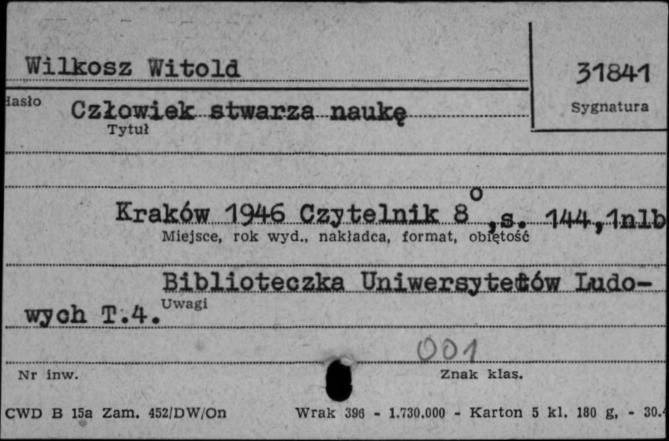 Wilkosz Witold
31841
Hasło
Sygnatura
Człowiek stwarza naukę
Tytuł
Kraków 1946 Czytelnik 8°, s. 144, 1nlb
Miejsce, rok wyd., nakładca, format, objętość
Biblioteczka Uniwersytetów Ludo-
wych T.4.
Uwagi
001
Nr inw.
Znak klas.
CWD B 15a Zam. 452/DW/On Wrak 396 - 1.730.000 - Karton 5 kl. 180 g, - 30.4